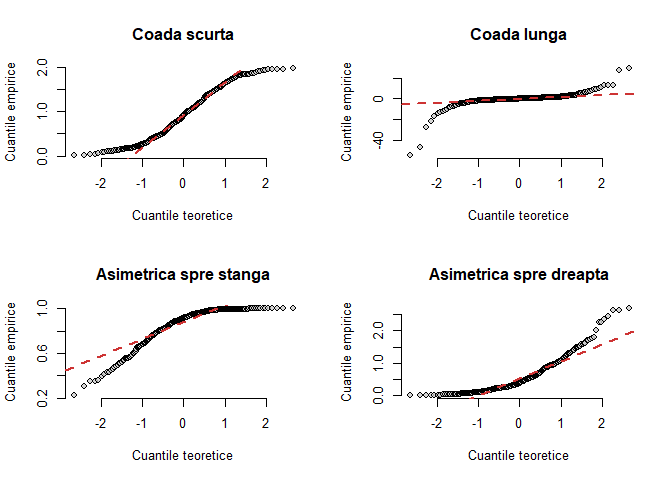 Coada scurta
Cuantile empirice
0.0
1.0
2.0
-2 -1 0 1 2
Cuantile teoretice
Coada lunga
Cuantile empirice
-40
0
-2 -1 0 1 2
Cuantile teoretice
Asimetrica spre stanga
Cuantile empirice
0.2
0.6
1.0
-2 -1 0 1 2
Cuantile teoretice
Asimetrica spre dreapta
Cuantile empirice
0.0
1.0
2.0
-2 -1 0 1 2
Cuantile teoretice